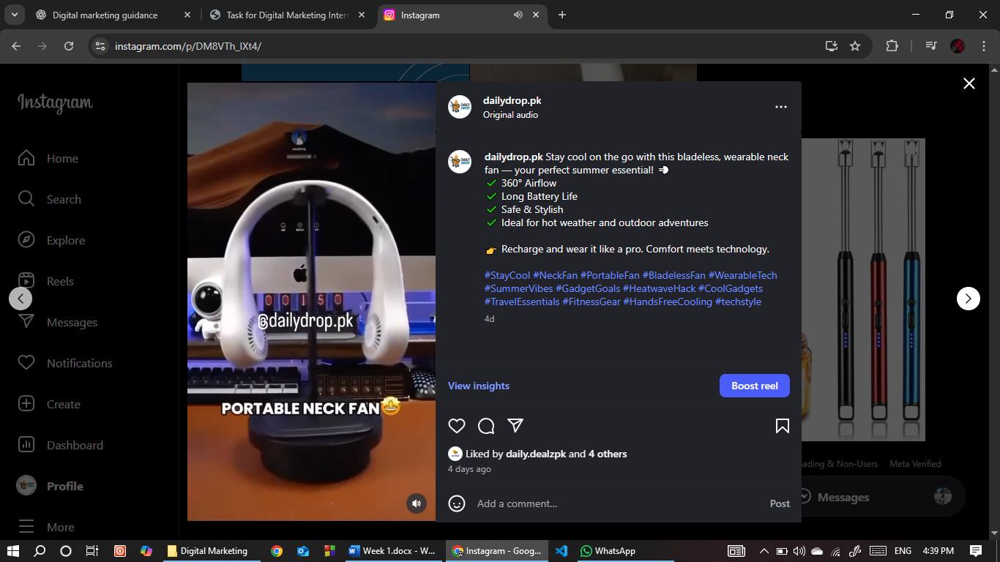 Digital marketing guidance
Task for Digital Marketing Inter
Instagram
instagram.com/p/DM8VTh_lXt4/
Instagram
Home
Search
Explore
Reels
Messages
Notifications
Create
Dashboard
Profile
More
@dailydrop.pk
PORTABLE NECK FAN🤩
dailydrop.pk
Original audio
dailydrop.pk Stay cool on the go with this bladeless, wearable neck
fan — your perfect summer essential! 💨
✔ 360° Airflow
✔ Long Battery Life
✔ Safe & Stylish
✔ Ideal for hot weather and outdoor adventures
👉 Recharge and wear it like a pro. Comfort meets technology.
#StayCool #NeckFan #PortableFan #BladelessFan #WearableTech
#SummerVibes #GadgetGoals #HeatwaveHack #CoolGadgets
#TravelEssentials #FitnessGear #HandsFreeCooling #techstyle
4d
View insights
Boost reel
Liked by daily.dealzpk and 4 others
4 days ago
Add a comment...
Post
ading & Non-Users
Meta Verified
Messages
Digital Marketing
Week 1.docx - W...
Instagram - Goog...
WhatsApp
ENG
4:39 PM